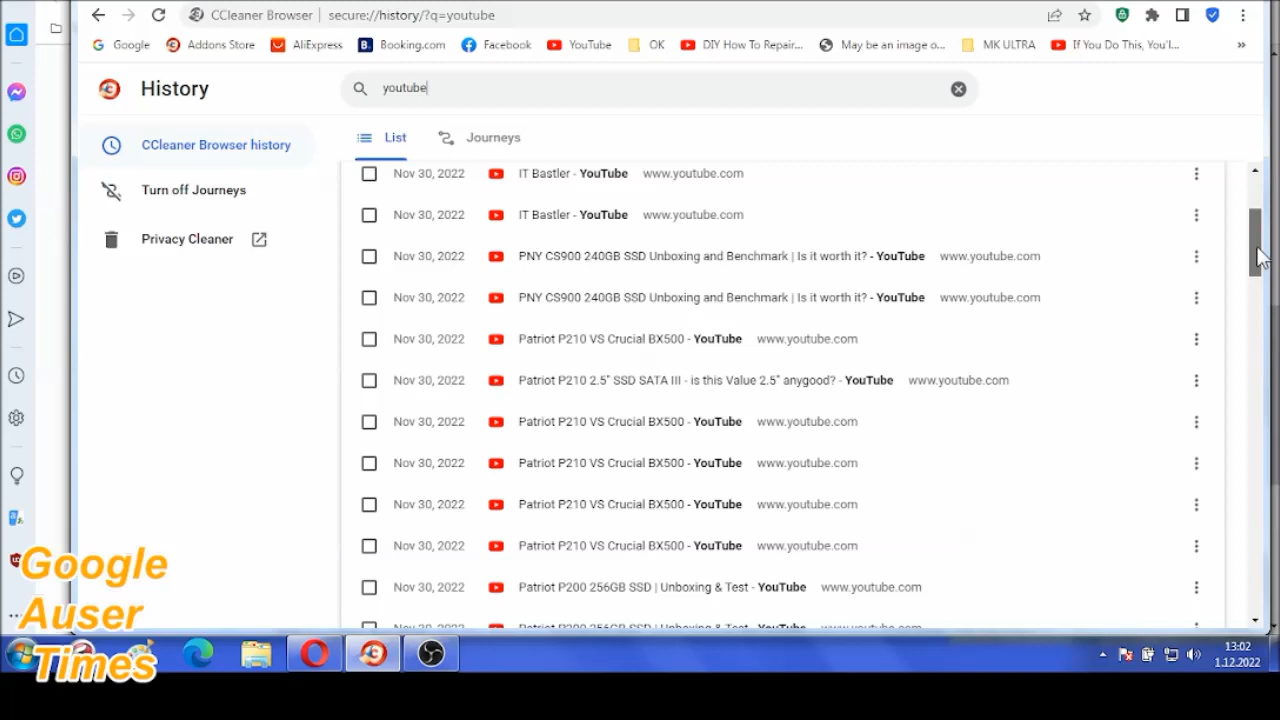 CCleaner Browser | secure://history/?q=youtube
Google Addons Store AliExpress Booking.com Facebook YouTube OK DIY How To Repair... May be an image o... MK ULTRA If You Do This, You'l... »
History
youtube
List Journeys
CCleaner Browser history
Turn off Journeys
Privacy Cleaner
Nov 30, 2022 IT Bastler - YouTube www.youtube.com
Nov 30, 2022 IT Bastler - YouTube www.youtube.com
Nov 30, 2022 PNY CS900 240GB SSD Unboxing and Benchmark | Is it worth it? - YouTube www.youtube.com
Nov 30, 2022 PNY CS900 240GB SSD Unboxing and Benchmark | Is it worth it? - YouTube www.youtube.com
Nov 30, 2022 Patriot P210 VS Crucial BX500 - YouTube www.youtube.com
Nov 30, 2022 Patriot P210 2.5" SSD SATA III - is this Value 2.5" anygood? - YouTube www.youtube.com
Nov 30, 2022 Patriot P210 VS Crucial BX500 - YouTube www.youtube.com
Nov 30, 2022 Patriot P210 VS Crucial BX500 - YouTube www.youtube.com
Nov 30, 2022 Patriot P210 VS Crucial BX500 - YouTube www.youtube.com
Nov 30, 2022 Patriot P210 VS Crucial BX500 - YouTube www.youtube.com
Nov 30, 2022 Patriot P200 256GB SSD | Unboxing & Test - YouTube www.youtube.com
Google
Auser
Times
13:02
1.12.2022